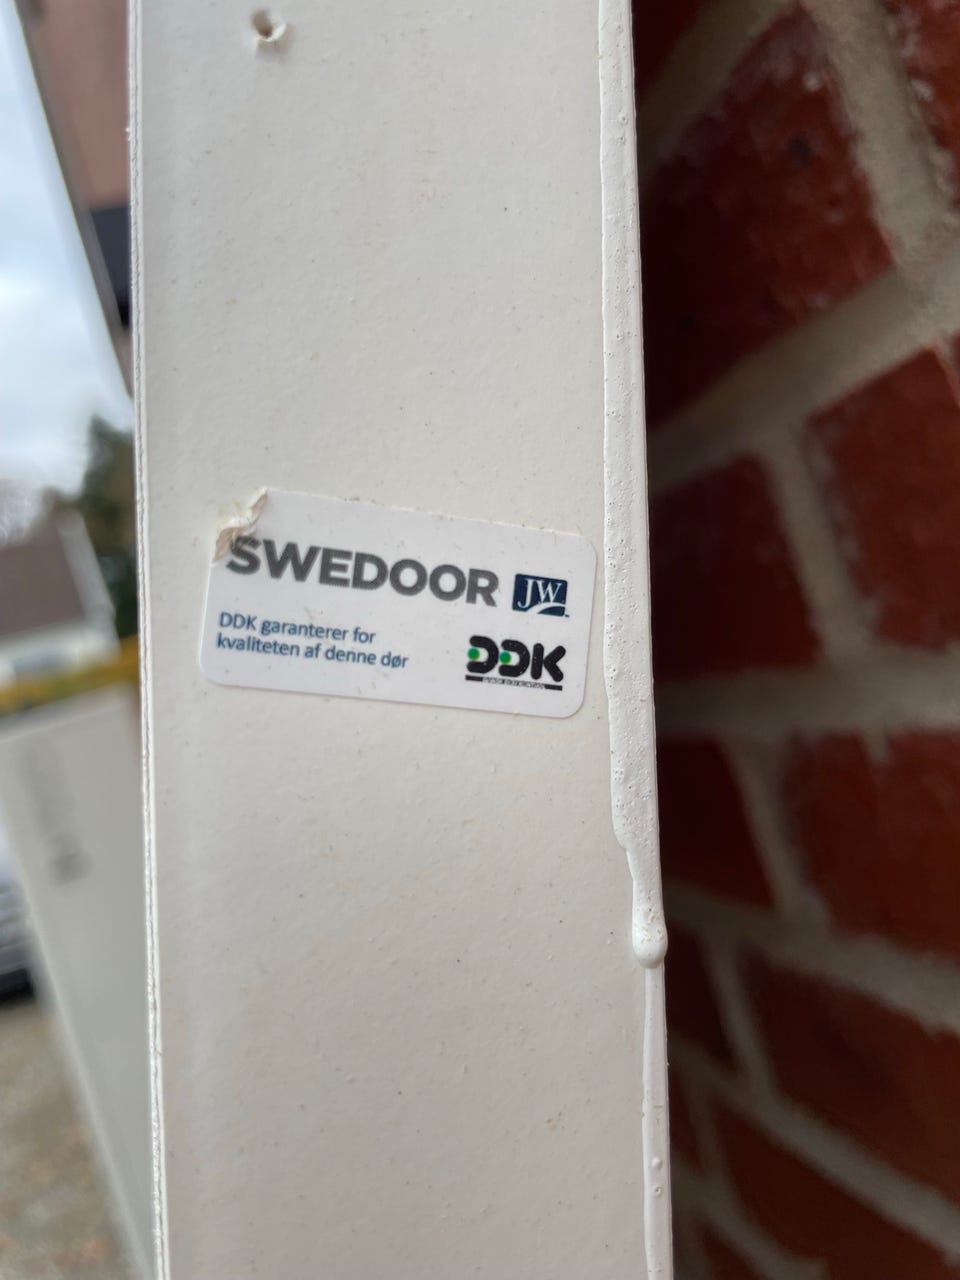 SWEDOOR JW
DDK garanterer for
kvaliteten af denne dør
DDK